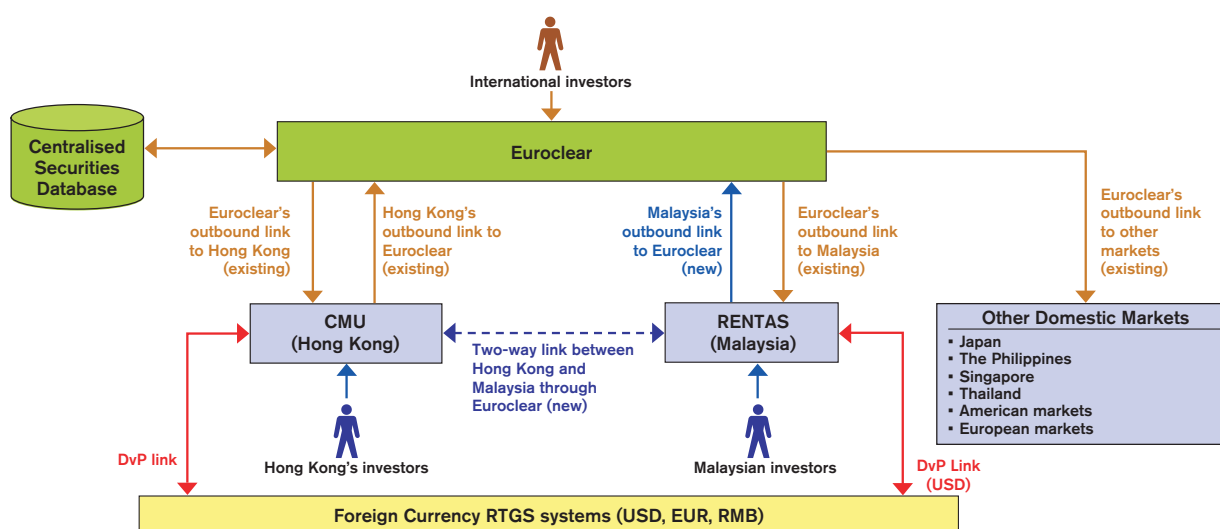 International investors
Centralised
Securities
Database
Euroclear
Euroclear's
outbound link
to Hong Kong
(existing)
Hong Kong's
outbound link to
Euroclear
(existing)
Malaysia's
outbound link
to Euroclear
(new)
Euroclear's
outbound link
to Malaysia
(existing)
Euroclear's
outbound link
to other
markets
(existing)
CMU
(Hong Kong)
RENTAS
(Malaysia)
Two-way link between
Hong Kong and
Malaysia through
Euroclear (new)
Other Domestic Markets
▪ Japan
▪ The Philippines
▪ Singapore
▪ Thailand
▪ American markets
▪ European markets
DvP link
Hong Kong's investors
Malaysian investors
DvP Link
(USD)
Foreign Currency RTGS systems (USD, EUR, RMB)